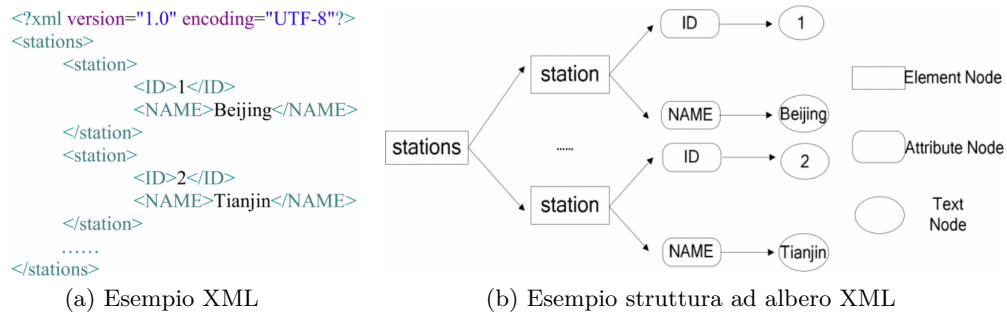 <?xml version="1.0" encoding="UTF-8"?>
<stations>
<station>
<ID>1</ID>
<NAME>Beijing</NAME>
</station>
<station>
<ID>2</ID>
<NAME>Tianjin</NAME>
</station>
……
</stations>
(a) Esempio XML
stations
station
ID
1
NAME
Beijing
......
station
ID
2
NAME
Tianjin
Element Node
Attribute Node
Text
Node
(b) Esempio struttura ad albero XML